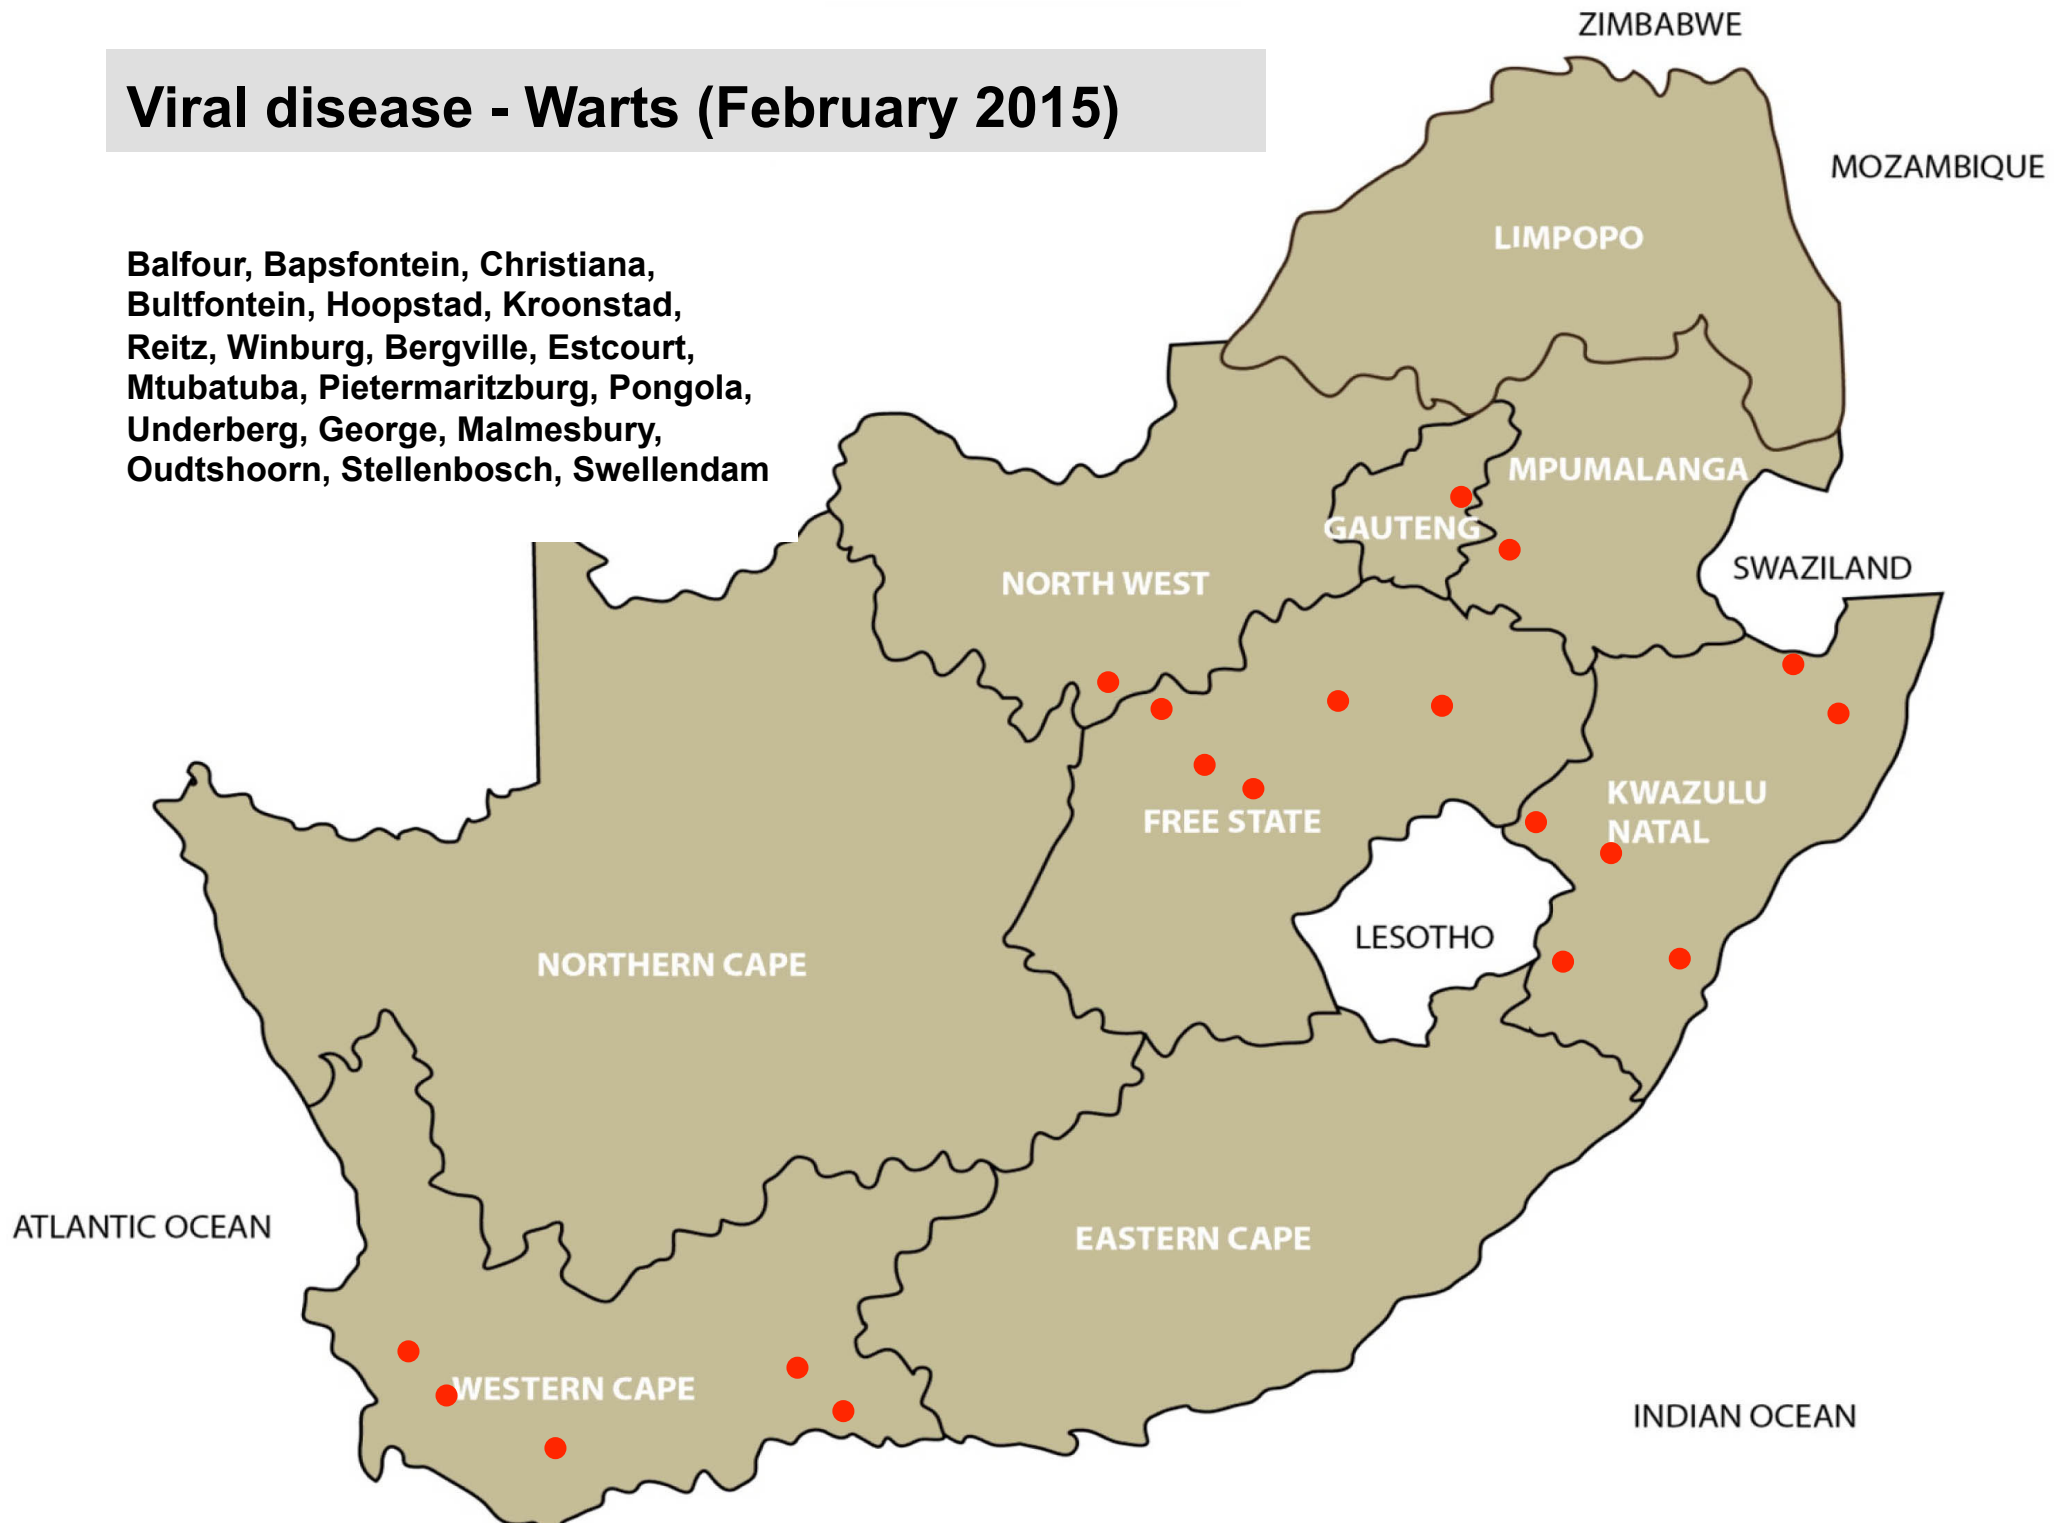 ZIMBABWE
Viral disease - Warts (February 2015)
MOZAMBIQUE
LIMPOPO
Balfour, Bapsfontein, Christiana,
Bultfontein, Hoopstad, Kroonstad,
Reitz, Winburg, Bergville, Estcourt,
Mtubatuba, Pietermaritzburg, Pongola,
Underberg, George, Malmesbury,
Oudtshoorn, Stellenbosch, Swellendam
MPUMALANGA
GAUTENG
SWAZILAND
NORTH WEST
KWAZULU
NATAL
FREE STATE
LESOTHO
NORTHERN CAPE
ATLANTIC OCEAN
EASTERN CAPE
WESTERN CAPE
INDIAN OCEAN